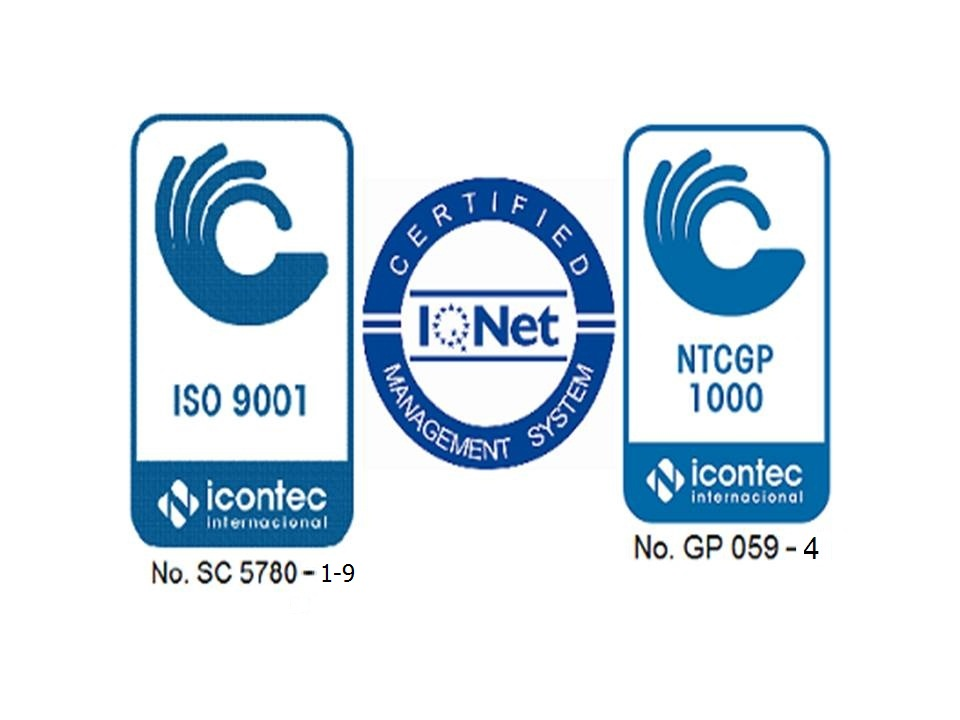 ISO 9001
icontec
internacional
No. SC 5780 - 1-9
CERTIFIED
IQNet
MANAGEMENT SYSTEM
NTCGP
1000
icontec
internacional
No. GP 059 - 4